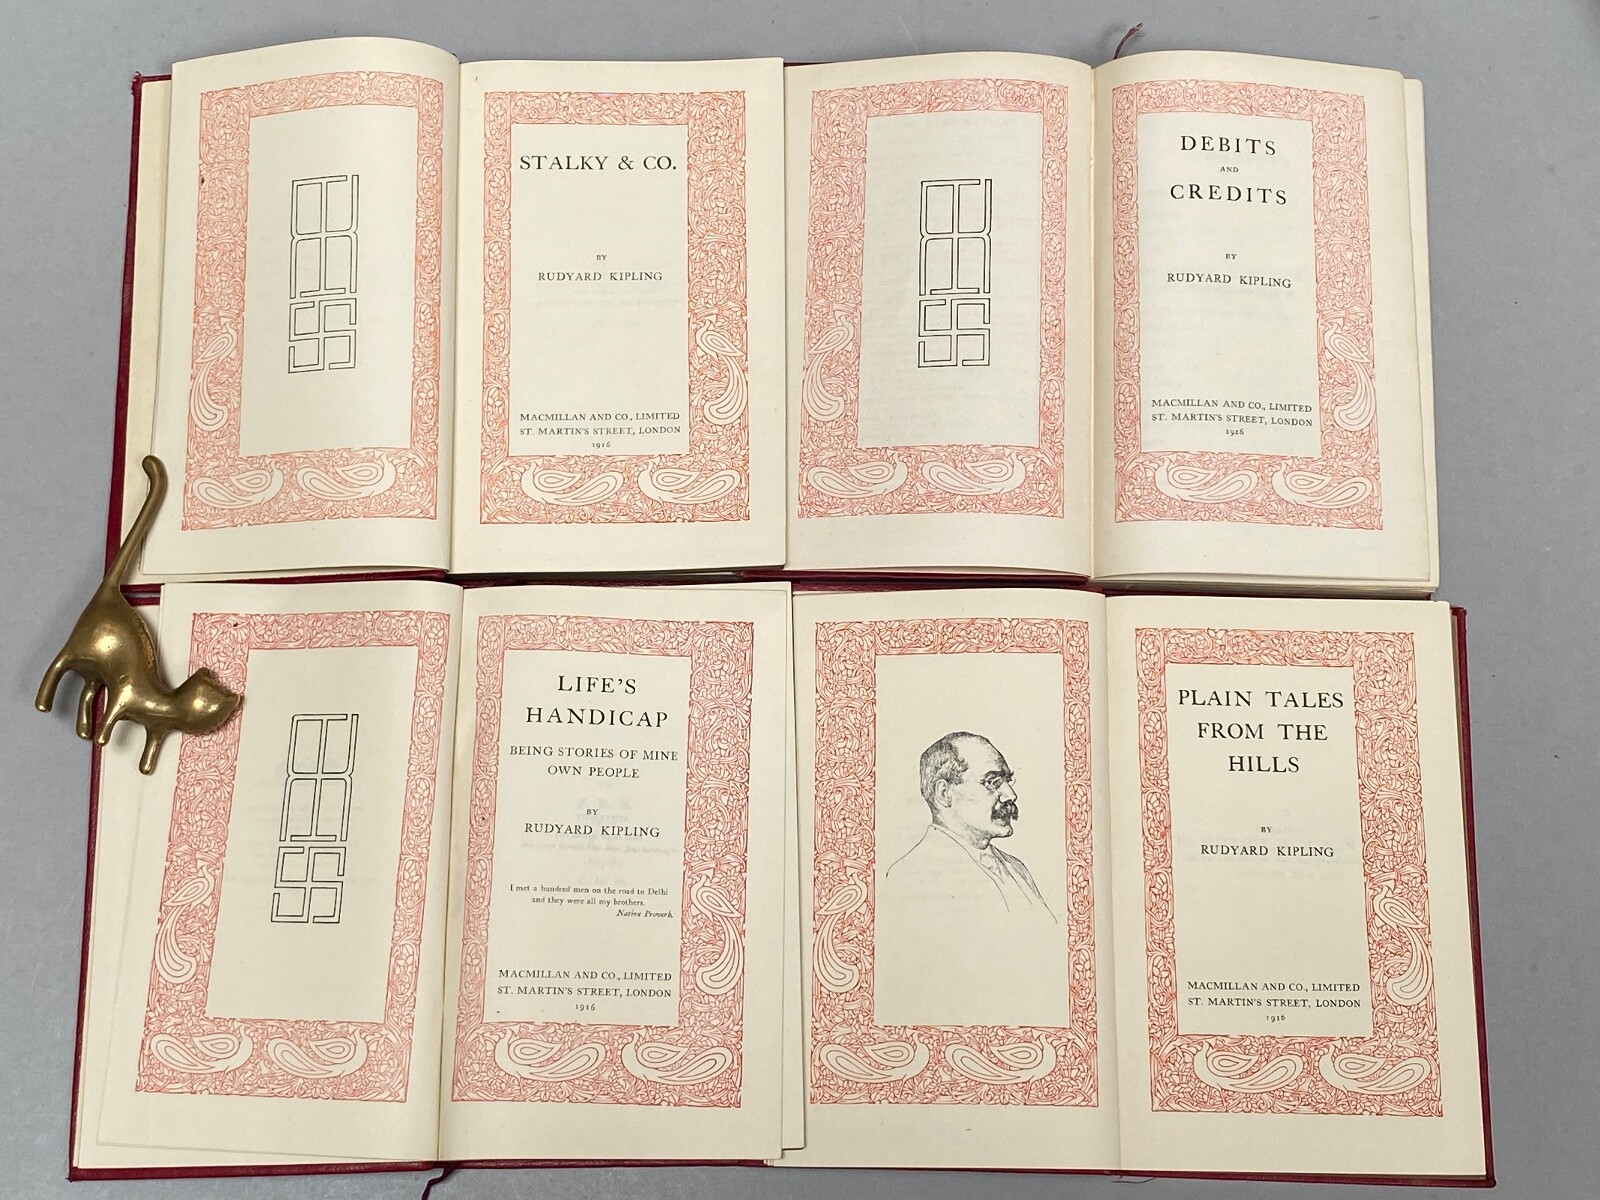 STALKY & CO.
BY
RUDYARD KIPLING
MACMILLAN AND CO., LIMITED
ST. MARTIN'S STREET, LONDON
1916
DEBITS
AND
CREDITS
BY
RUDYARD KIPLING
MACMILLAN AND CO., LIMITED
ST. MARTIN'S STREET, LONDON
1926
LIFE'S
HANDICAP
BEING STORIES OF MINE
OWN PEOPLE
BY
RUDYARD KIPLING
I met a hundred men on the road to Delhi
and they were all my brothers.
Native Proverb.
MACMILLAN AND CO., LIMITED
ST. MARTIN'S STREET, LONDON
1916
PLAIN TALES
FROM THE
HILLS
BY
RUDYARD KIPLING
MACMILLAN AND CO., LIMITED
ST. MARTIN'S STREET, LONDON
1916